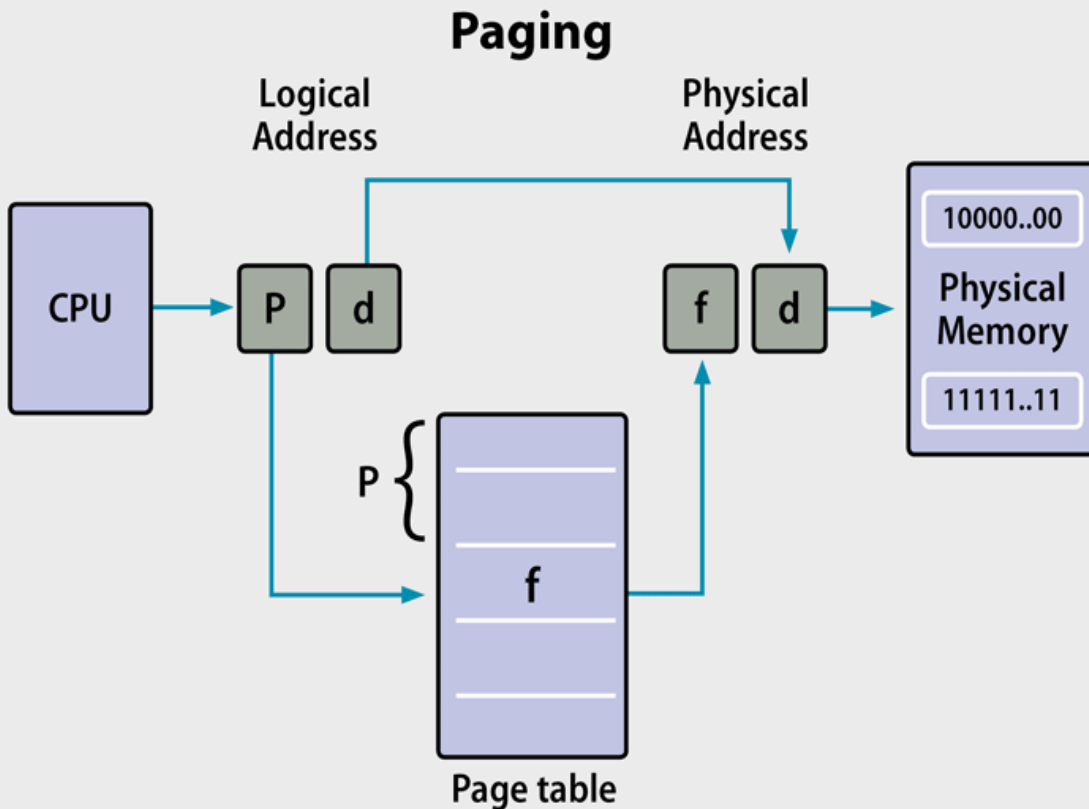 Paging
Logical
Address
Physical
Address
CPU
P
d
f
d
10000..00
Physical
Memory
11111..11
P
f
Page table